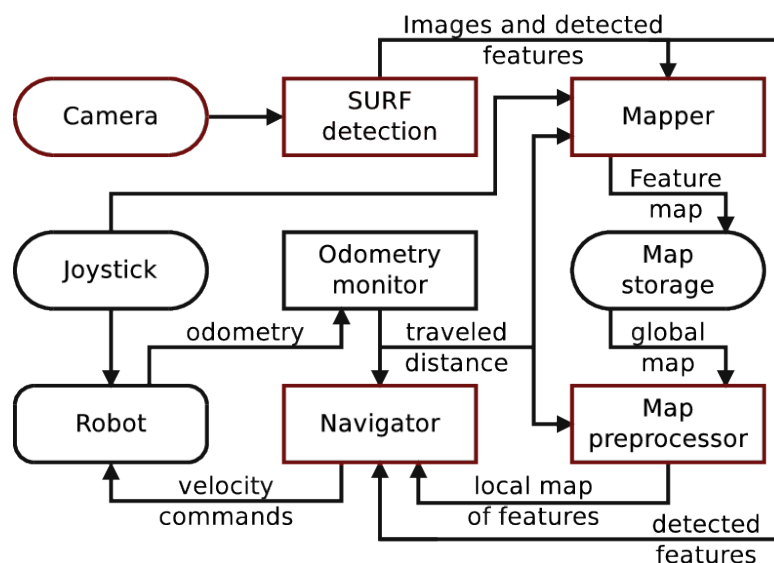 Images and detected
features
Camera
SURF
detection
Mapper
Feature
map
Joystick
Odometry
monitor
Map
storage
odometry
traveled
distance
global
map
Robot
Navigator
Map
preprocessor
velocity
commands
local map
of features
detected
features